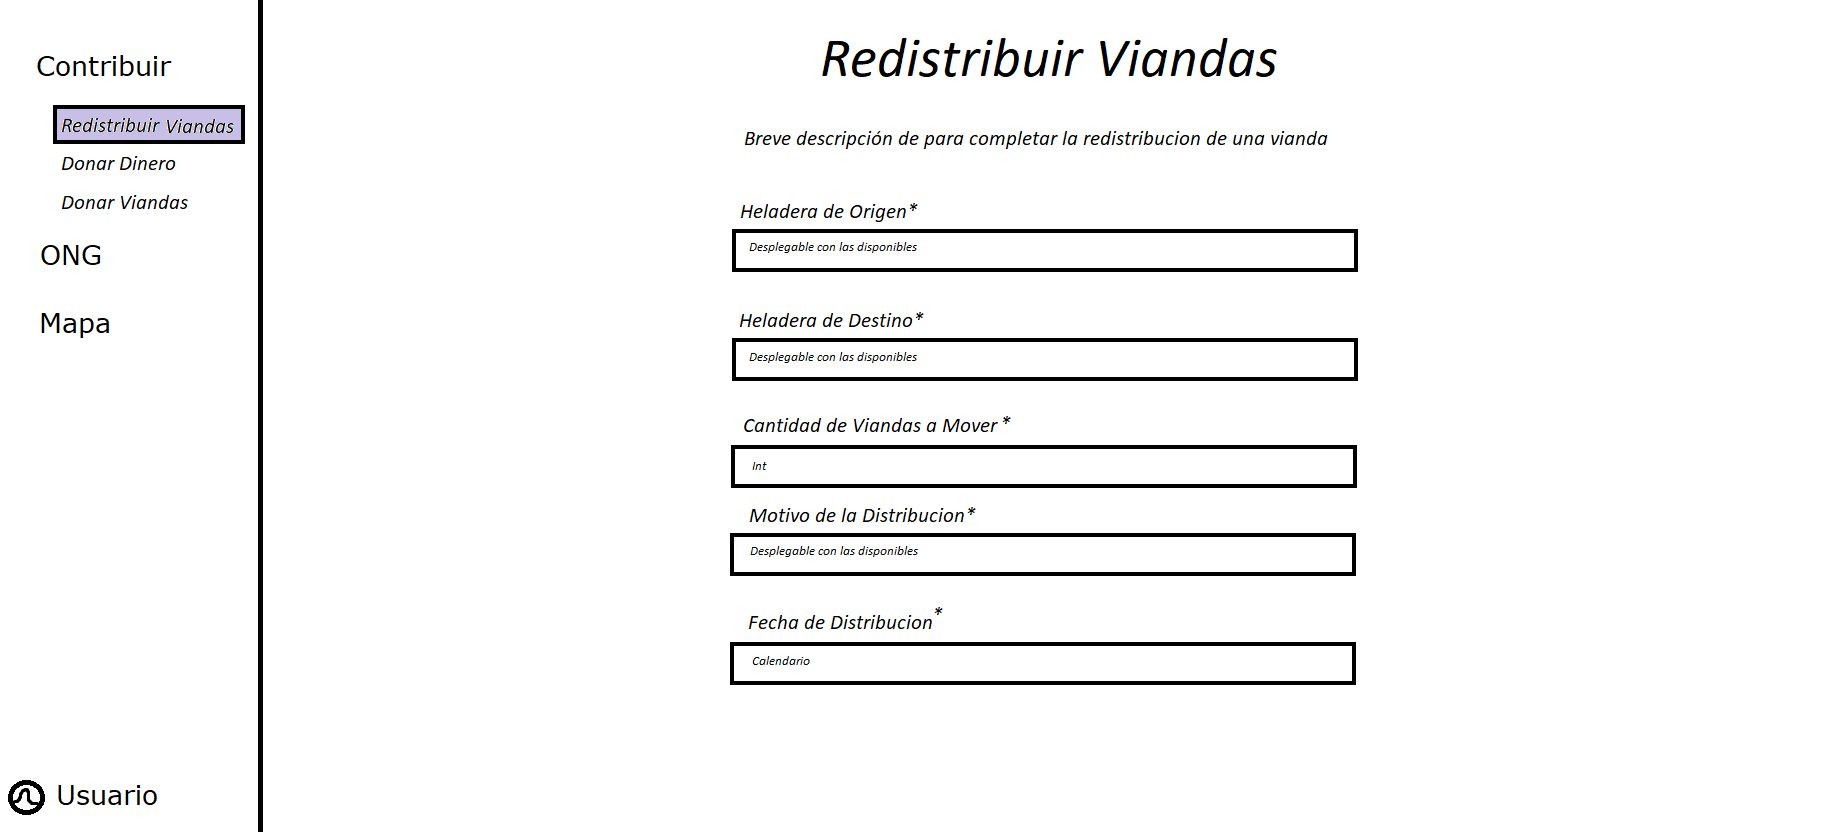 Contribuir
Redistribuir Viandas
Donar Dinero
Donar Viandas
ONG
Mapa
Usuario
Redistribuir Viandas
Breve descripción de para completar la redistribucion de una vianda
Heladera de Origen*
Desplegable con las disponibles
Heladera de Destino*
Desplegable con las disponibles
Cantidad de Viandas a Mover *
Int
Motivo de la Distribucion*
Desplegable con las disponibles
Fecha de Distribucion*
Calendario